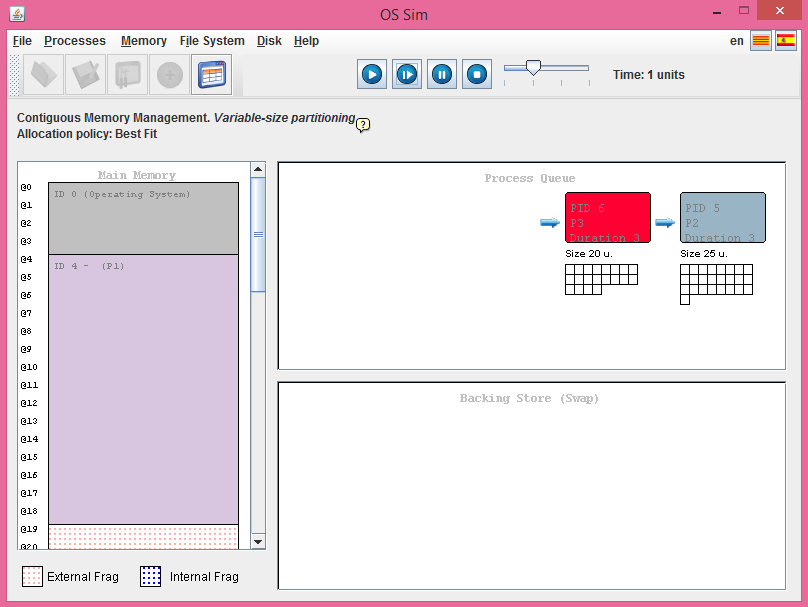 OS Sim
File Processes Memory File System Disk Help en
Time: 1 units
Contiguous Memory Management. Variable-size partitioning
?
Allocation policy: Best Fit
Main Memory
@0
ID 0 (Operating System)
@1
@2
@3
@4
ID 4 - (P1)
@5
@6
@7
@8
@9
@10
@11
@12
@13
@14
@15
@16
@17
@18
@19
@20
External Frag
Internal Frag
Process Queue
PID 6
P3
Duration 3
Size 20 u.
PID 5
P2
Duration 3
Size 25 u.
Backing Store (Swap)